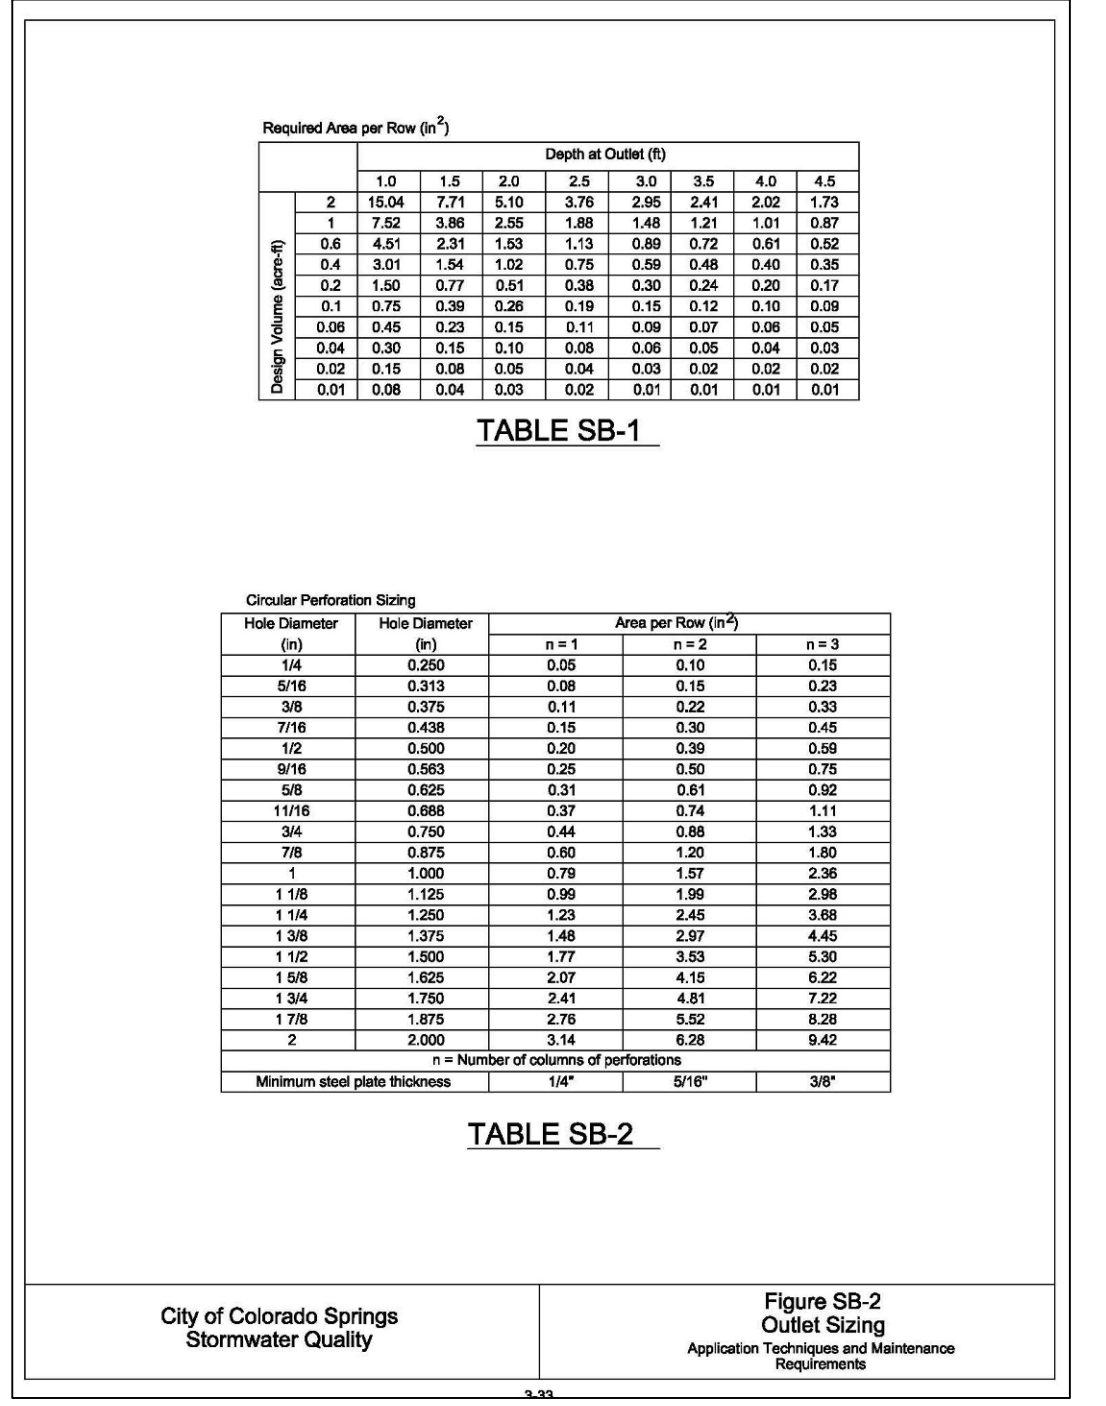 Required Area per Row (in2)
Depth at Outlet (ft)
1.0 1.5 2.0 2.5 3.0 3.5 4.0 4.5
Design Volume (acre-ft)
2 15.04 7.71 5.10 3.76 2.95 2.41 2.02 1.73
1 7.52 3.86 2.55 1.88 1.48 1.21 1.01 0.87
0.6 4.51 2.31 1.53 1.13 0.89 0.72 0.61 0.52
0.4 3.01 1.54 1.02 0.75 0.59 0.48 0.40 0.35
0.2 1.50 0.77 0.51 0.38 0.30 0.24 0.20 0.17
0.1 0.75 0.39 0.26 0.19 0.15 0.12 0.10 0.09
0.06 0.45 0.23 0.15 0.11 0.09 0.07 0.06 0.05
0.04 0.30 0.15 0.10 0.08 0.06 0.05 0.04 0.03
0.02 0.15 0.08 0.05 0.04 0.03 0.02 0.02 0.02
0.01 0.08 0.04 0.03 0.02 0.01 0.01 0.01 0.01
TABLE SB-1
Circular Perforation Sizing
Hole Diameter Hole Diameter Area per Row (in2)
(in) (in) n = 1 n = 2 n = 3
1/4 0.250 0.05 0.10 0.15
5/16 0.313 0.08 0.15 0.23
3/8 0.375 0.11 0.22 0.33
7/16 0.438 0.15 0.30 0.45
1/2 0.500 0.20 0.39 0.59
9/16 0.563 0.25 0.50 0.75
5/8 0.625 0.31 0.61 0.92
11/16 0.688 0.37 0.74 1.11
3/4 0.750 0.44 0.88 1.33
7/8 0.875 0.60 1.20 1.80
1 1.000 0.79 1.57 2.36
1 1/8 1.125 0.99 1.99 2.98
1 1/4 1.250 1.23 2.45 3.68
1 3/8 1.375 1.48 2.97 4.45
1 1/2 1.500 1.77 3.53 5.30
1 5/8 1.625 2.07 4.15 6.22
1 3/4 1.750 2.41 4.81 7.22
1 7/8 1.875 2.76 5.52 8.28
2 2.000 3.14 6.28 9.42
n = Number of columns of perforations
Minimum steel plate thickness 1/4" 5/16" 3/8"
TABLE SB-2
City of Colorado Springs
Stormwater Quality
Figure SB-2
Outlet Sizing
Application Techniques and Maintenance
Requirements
3-33